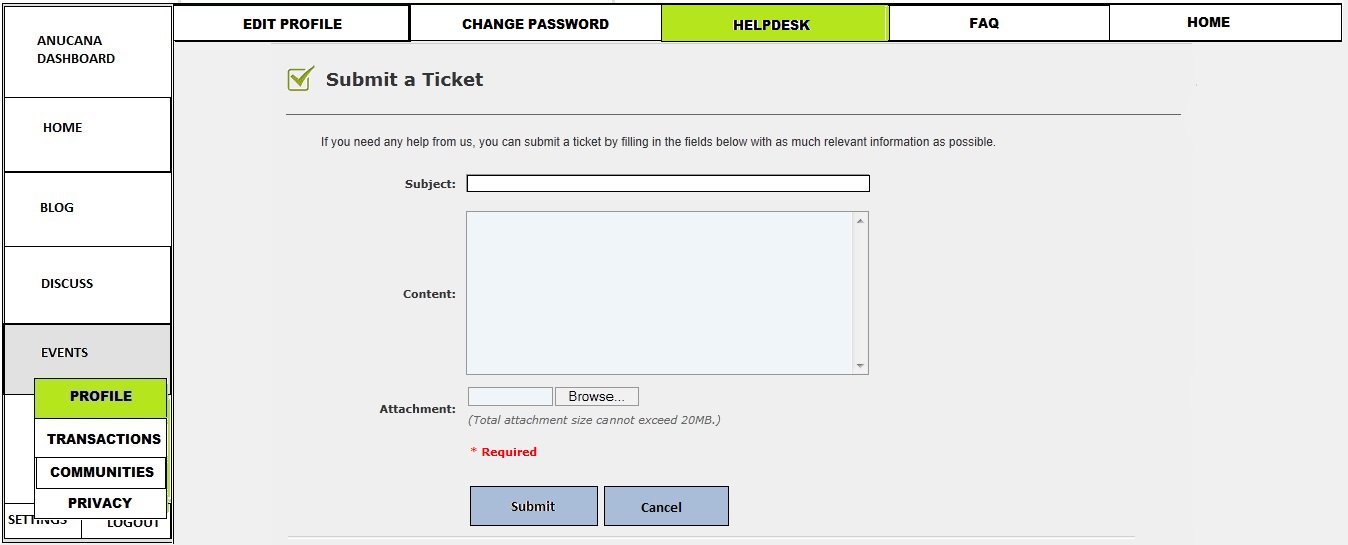 EDIT PROFILE
CHANGE PASSWORD
HELPDESK
FAQ
HOME
ANUCANA
DASHBOARD
HOME
BLOG
DISCUSS
EVENTS
PROFILE
TRANSACTIONS
COMMUNITIES
PRIVACY
SETTINGS
LOGOUT
Submit a Ticket
If you need any help from us, you can submit a ticket by filling in the fields below with as much relevant information as possible.
Subject:
Content:
Attachment:
Browse...
(Total attachment size cannot exceed 20MB.)
* Required
Submit
Cancel